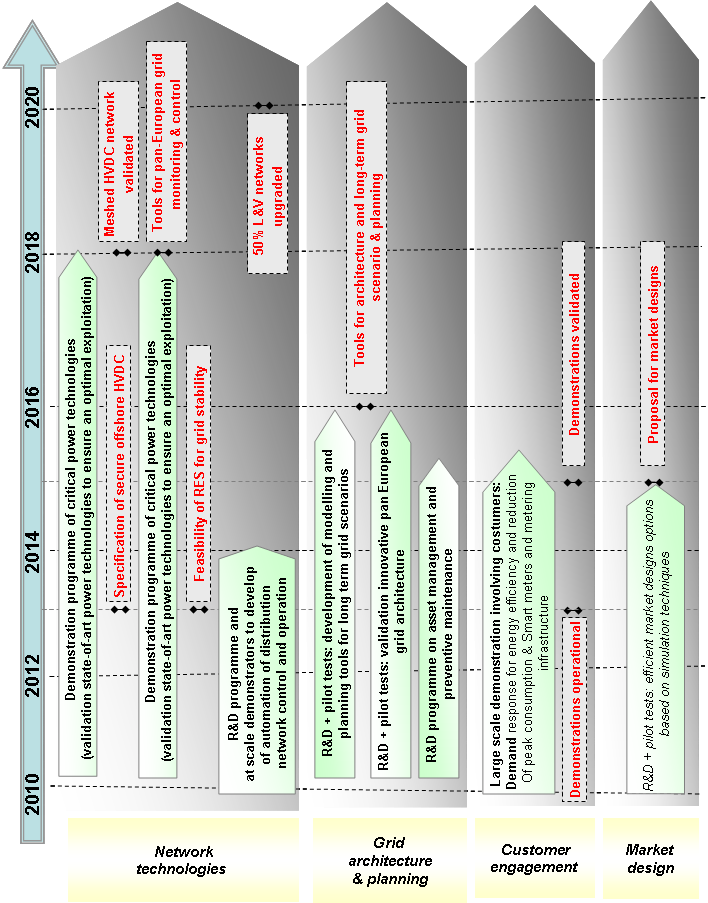 2010
2012
2014
2016
2018
2020
Network
technologies
Demonstration programme of critical power technologies
(validation state-of-art power technologies to ensure an optimal exploitation)
Specification of secure offshore HVDC
Meshed HVDC network
validated
Demonstration programme of critical power technologies
(validation state-of-art power technologies to ensure an optimal exploitation)
Tools for pan-European grid
monitoring & control
Feasibility of RES for grid stability
R&D programme and
at scale demonstrators to develop
of automation of distribution
network control and operation
50% L&V networks
upgraded
Grid
architecture
& planning
R&D + pilot tests: development of modelling and
planning tools for long term grid scenarios
Tools for architecture and long-term grid
scenario & planning
R&D + pilot tests: validation innovative pan European
grid architecture
R&D programme on asset management and
preventive maintenance
Customer
engagement
Large scale demonstration involving costumers:
Demand response for energy efficiency and reduction
Of peak consumption & Smart meters and metering
infrastructure
Demonstrations operational
Demonstrations validated
Market
design
R&D + pilot tests: efficient market designs options
based on simulation techniques
Proposal for market designs